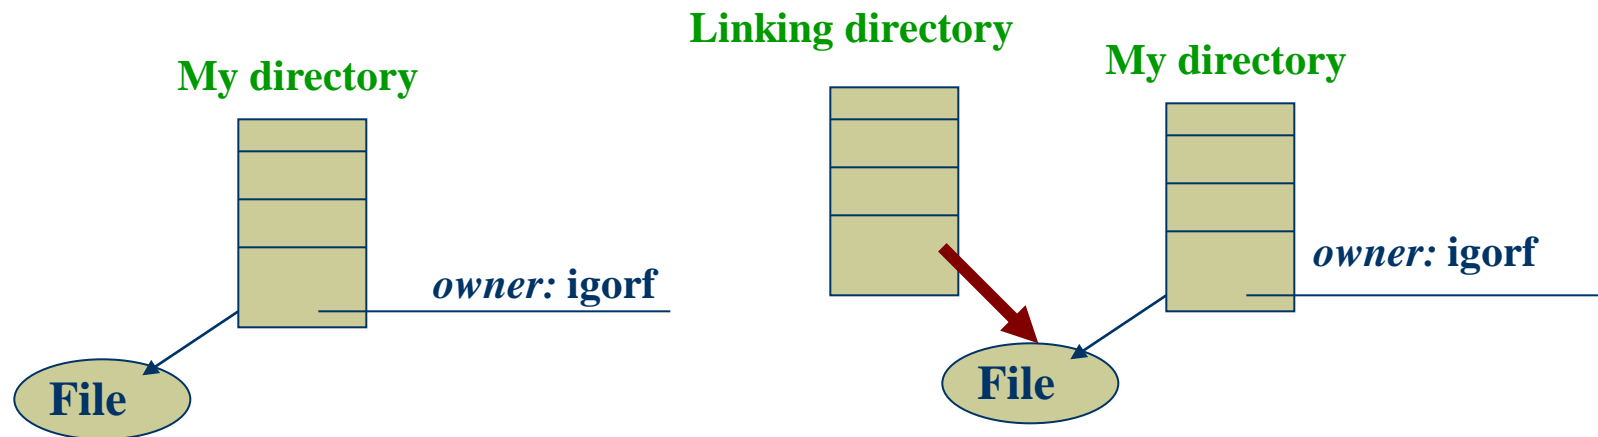 My directory
owner: igorf
File
Linking directory
My directory
owner: igorf
File